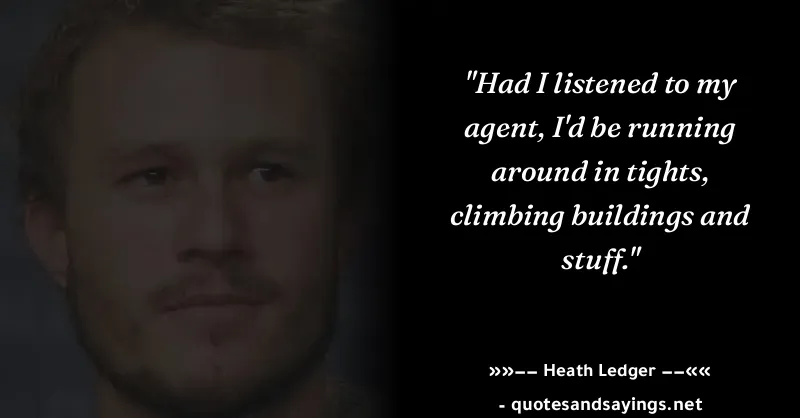 "Had I listened to my
agent, I'd be running
around in tights,
climbing buildings and
stuff."
»»–– Heath Ledger ––««
- quotesandsayings.net